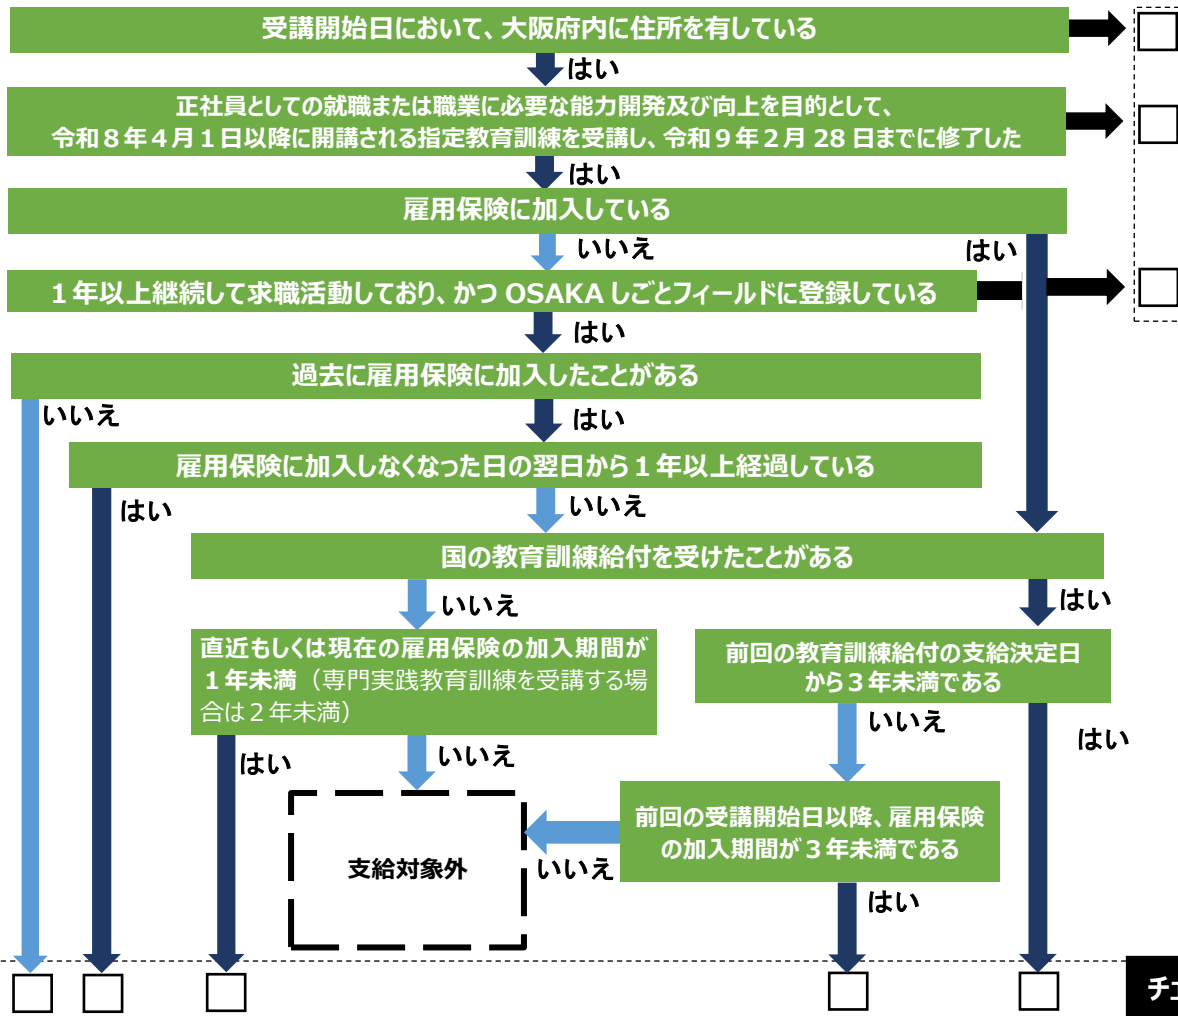 受講開始日において、大阪府内に住所を有している
はい
正社員としての就職または職業に必要な能力開発及び向上を目的として、
令和８年４月１日以降に開講される指定教育訓練を受講し、令和９年２月 28 日までに修了した
はい
雇用保険に加入している
いいえ
はい
１年以上継続して求職活動しており、かつ OSAKA しごとフィールドに登録している
はい
過去に雇用保険に加入したことがある
いいえ
はい
雇用保険に加入しなくなった日の翌日から１年以上経過している
はい
いいえ
国の教育訓練給付を受けたことがある
いいえ
はい
直近もしくは現在の雇用保険の加入期間が
１年未満（専門実践教育訓練を受講する場
合は２年未満）
前回の教育訓練給付の支給決定日
から３年未満である
はい
いいえ
いいえ
はい
前回の受講開始日以降、雇用保険
の加入期間が３年未満である
いいえ
支給対象外
はい